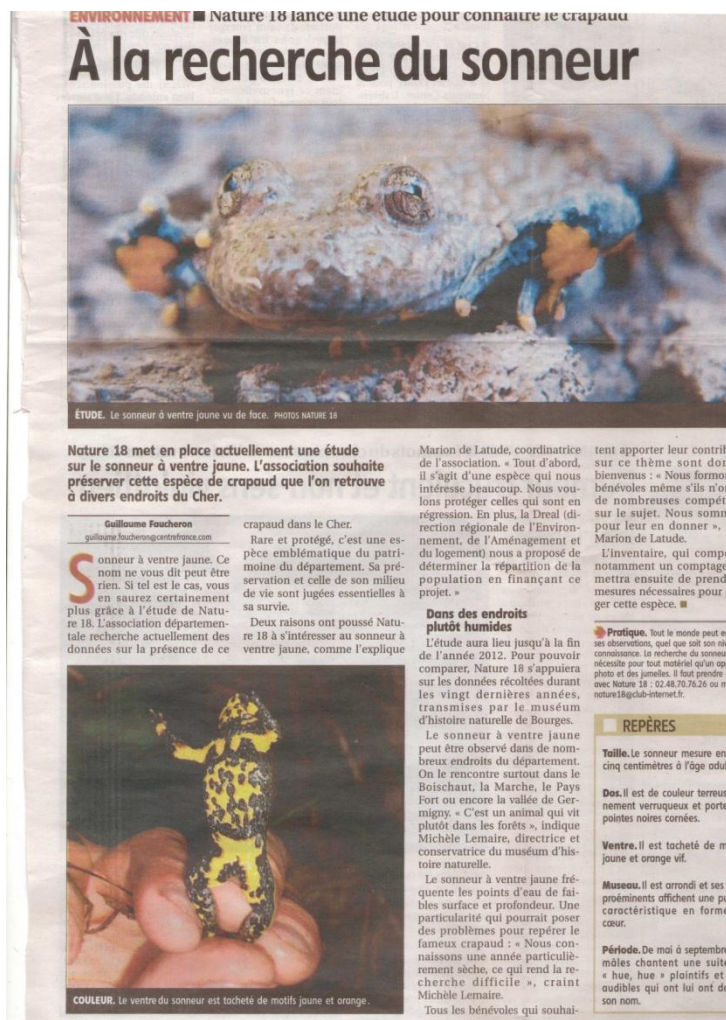 ENVIRONNEMENT ■ Nature 18 lance une étude pour connaître le crapaud
À la recherche du sonneur
ÉTUDE. Le sonneur à ventre jaune vu de face. PHOTOS NATURE 18
Nature 18 met en place actuellement une étude
sur le sonneur à ventre jaune. L'association souhaite
préserver cette espèce de crapaud que l'on retrouve
à divers endroits du Cher.
Guillaume Faucheron
guillaume.faucheron@centrefrance.com
Sonneur à ventre jaune. Ce
nom ne vous dit peut être
rien. Si tel est le cas, vous
en saurez certainement
plus grâce à l'étude de Natu-
re 18. L'association départemen-
tale recherche actuellement des
données sur la présence de ce
crapaud dans le Cher.
Rare et protégé, c'est une es-
pèce emblématique du patri-
moine du département. Sa pré-
servation et celle de son milieu
de vie sont jugées essentielles à
sa survie.
Deux raisons ont poussé Natu-
re 18 à s'intéresser au sonneur à
ventre jaune, comme l'explique
COULEUR. Le ventre du sonneur est tacheté de motifs jaune et orange.
Marion de Latude, coordinatrice
de l'association. « Tout d'abord,
il s'agit d'une espèce qui nous
intéresse beaucoup. Nous vou-
lons protéger celles qui sont en
régression. En plus, la Dreal (di-
rection régionale de l'Environ-
nement, de l'Aménagement et
du logement) nous a proposé de
déterminer la répartition de la
population en finançant ce
projet. »
Dans des endroits
plutôt humides
L'étude aura lieu jusqu'à la fin
de l'année 2012. Pour pouvoir
comparer, Nature 18 s'appuiera
sur les données récoltées durant
les vingt dernières années,
transmises par le muséum
d'histoire naturelle de Bourges.
Le sonneur à ventre jaune
peut être observé dans de nom-
breux endroits du département.
On le rencontre surtout dans le
Boischaut, la Marche, le Pays
Fort ou encore la vallée de Ger-
migny. « C'est un animal qui vit
plutôt dans les forêts », indique
Michèle Lemaire, directrice et
conservatrice du muséum d'his-
toire naturelle.
Le sonneur à ventre jaune fré-
quente les points d'eau de fai-
bles surface et profondeur. Une
particularité qui pourrait poser
des problèmes pour repérer le
fameux crapaud : « Nous con-
naissons une année particuliè-
rement sèche, ce qui rend la re-
cherche difficile », craint
Michèle Lemaire.
Tous les bénévoles qui souhai-
tent apporter leur contrib
sur ce thème sont don
bienvenus : « Nous formo
bénévoles même s'ils n'o
de nombreuses compét
sur le sujet. Nous somm
pour leur en donner »,
Marion de Latude.
L'inventaire, qui comp
notamment un comptage
mettra ensuite de prend
mesures nécessaires pour
ger cette espèce. ■
Pratique. Tout le monde peut e
ses observations, quel que soit son niv
connaissance. La recherche du sonneur
nécessite pour tout matériel qu'un ap
photo et des jumelles. Il faut prendre
avec Nature 18 : 02.48.70.76.26 ou m
nature18@club-internet.fr.
REPÈRES
Taille. Le sonneur mesure en
cinq centimètres à l'âge adul
Dos. Il est de couleur terreus
nement verruqueux et porte
pointes noires cornées.
Ventre. Il est tacheté de m
jaune et orange vif.
Museau. Il est arrondi et ses
proéminents affichent une pu
caractéristique en forme
cœur.
Période. De mai à septembre
mâles chantent une suite
« hue, hue » plaintifs et
audibles qui ont lui ont do
son nom.